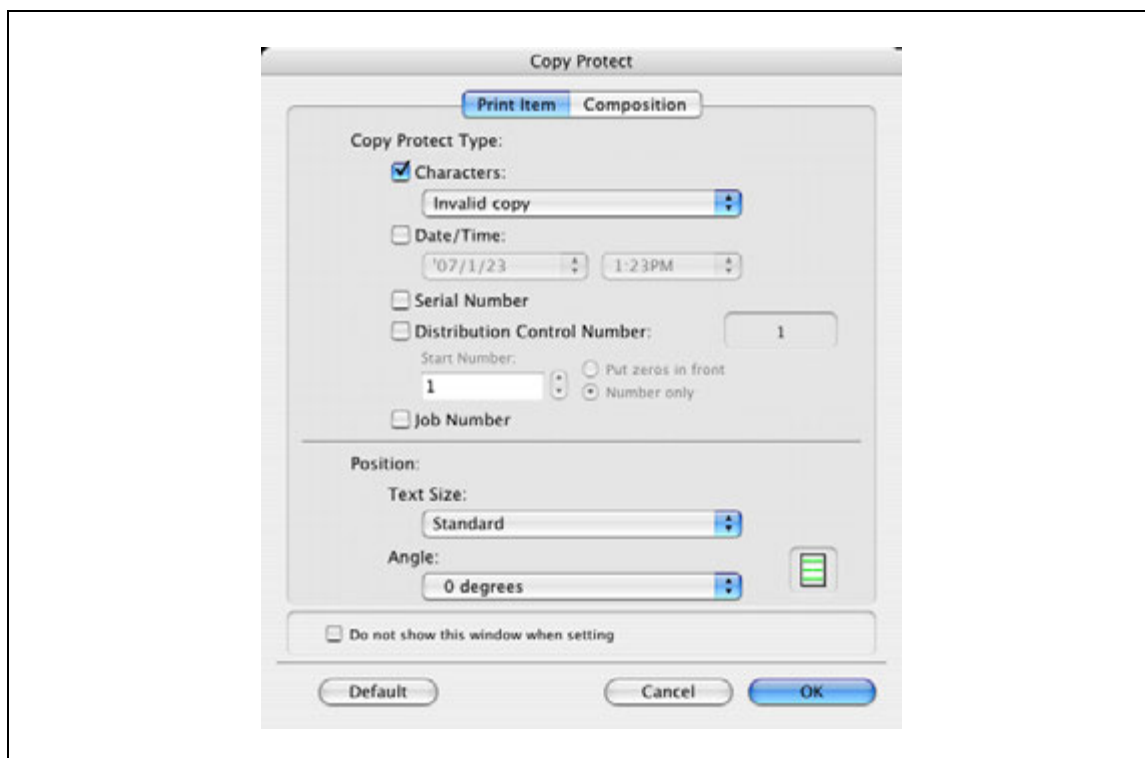 Copy Protect
Print Item Composition
Copy Protect Type:
Characters:
Invalid copy
Date/Time:
'07/1/23 1:23PM
Serial Number
Distribution Control Number: 1
Start Number:
Put zeros in front
1
Number only
Job Number
Position:
Text Size:
Standard
Angle:
0 degrees
Do not show this window when setting
Default Cancel OK